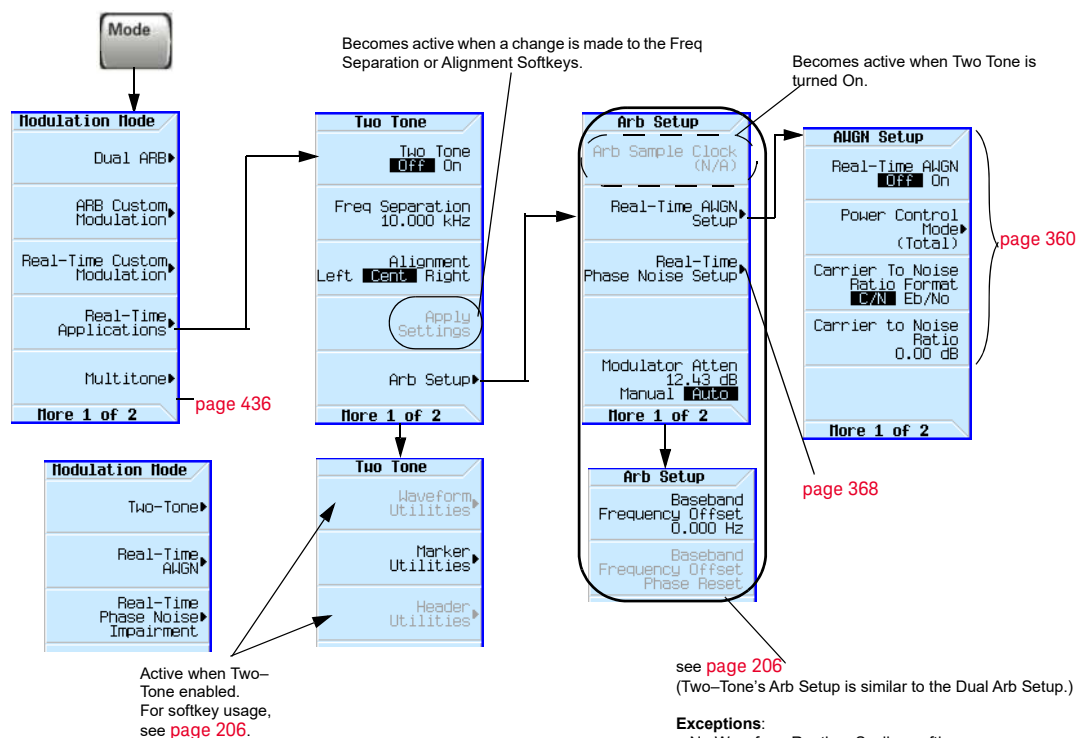 Mode
Becomes active when a change is made to the Freq
Separation or Alignment Softkeys.
Becomes active when Two Tone is
turned On.
Modulation Mode
Dual ARB
ARB Custom
Modulation
Real-Time Custom
Modulation
Real-Time
Applications
Multitone
More 1 of 2
page 436
Two Tone
Two Tone
Off On
Freq Separation
10.000 kHz
Alignment
Left Cent Right
Apply
Settings
Arb Setup
More 1 of 2
Arb Setup
Arb Sample Clock
(N/A)
Real-Time AWGN
Setup
Real-Time
Phase Noise Setup
Modulator Atten
12.43 dB
Manual Auto
More 1 of 2
AWGN Setup
Real-Time AWGN
Off On
Power Control
Mode
(Total)
Carrier To Noise
Ratio Format
C/N Eb/No
Carrier to Noise
Ratio
0.00 dB
More 1 of 2
page 360
page 368
Modulation Mode
Two-Tone
Real-Time
AWGN
Real-Time
Phase Noise
Impairment
Two Tone
Waveform
Utilities
Marker
Utilities
Header
Utilities
Arb Setup
Baseband
Frequency Offset
0.000 Hz
Baseband
Frequency Offset
Phase Reset
Active when Two–
Tone enabled.
For softkey usage,
see page 206.
see page 206
(Two–Tone's Arb Setup is similar to the Dual Arb Setup.)
Exceptions: